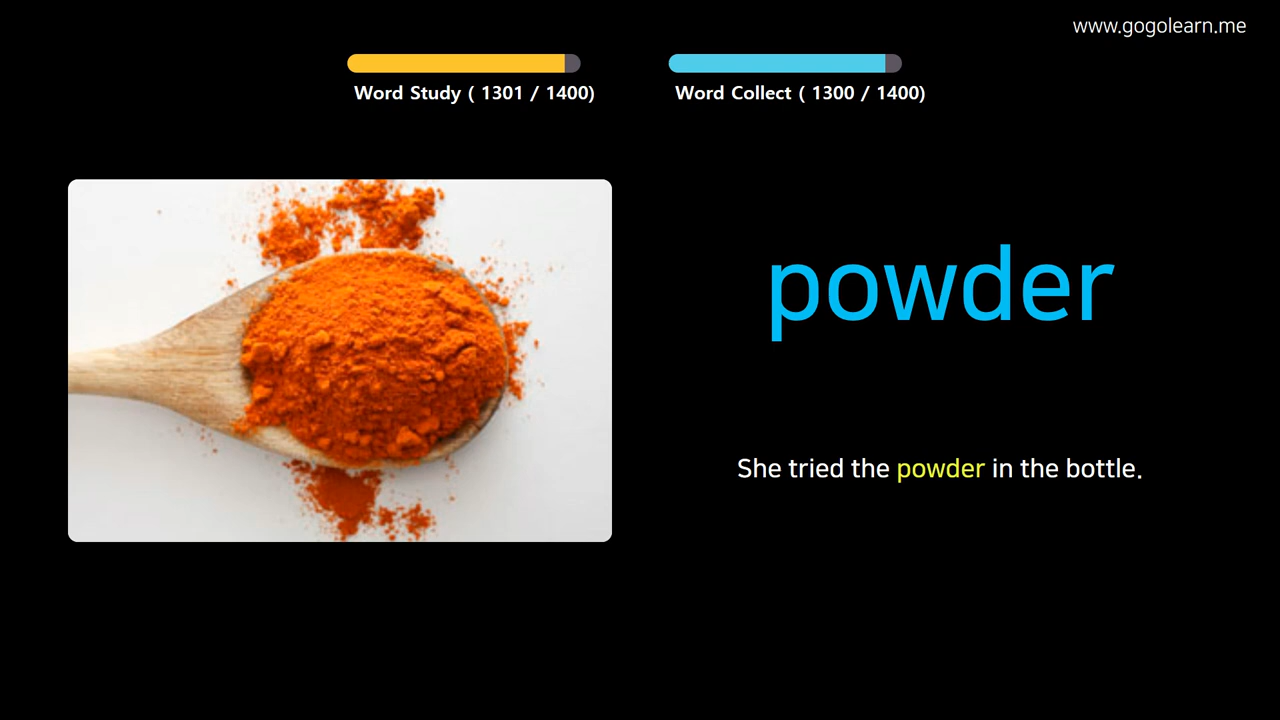 www.gogolearn.me
Word Study ( 1301 / 1400)
Word Collect ( 1300 / 1400)
powder
She tried the powder in the bottle.